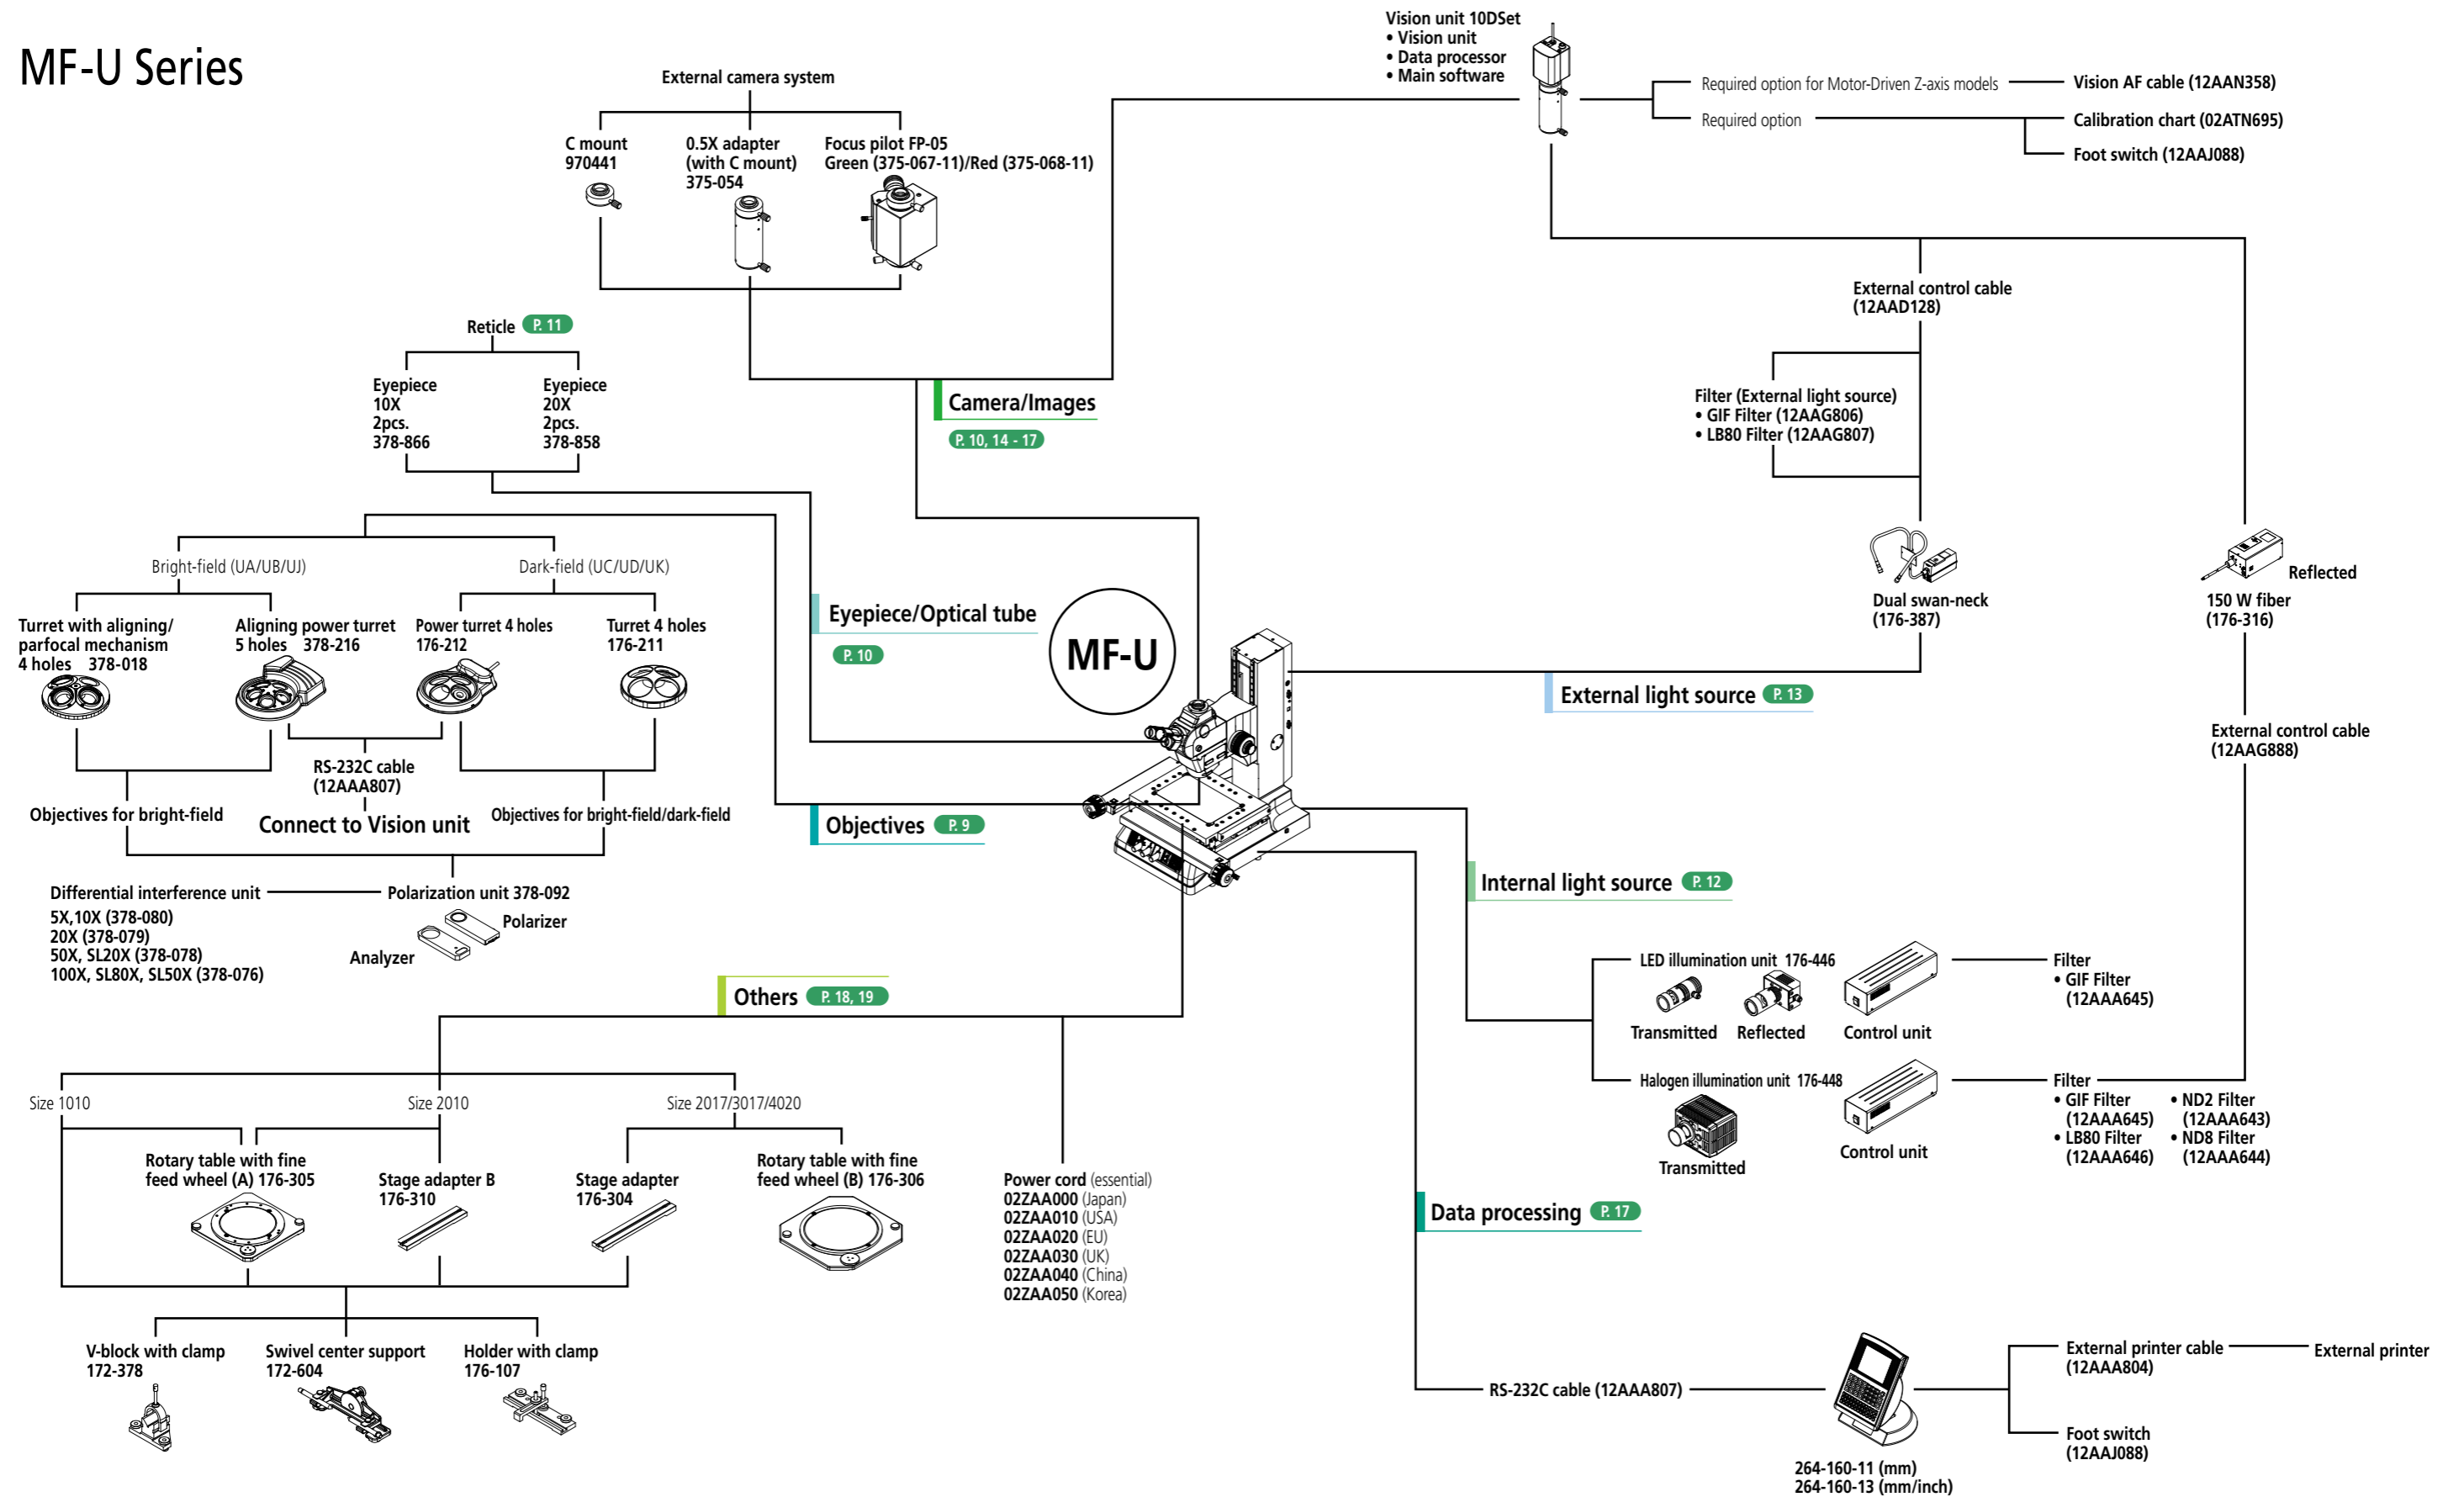 MF-U Series
External camera system
C mount
970441
0.5X adapter
(with C mount)
375-054
Focus pilot FP-05
Green (375-067-11)/Red (375-068-11)
Vision unit 10DSet
• Vision unit
• Data processor
• Main software
Required option for Motor-Driven Z-axis models
Vision AF cable (12AAN358)
Required option
Calibration chart (02ATN695)
Foot switch (12AAJ088)
Reticle P. 11
Eyepiece
10X
2pcs.
378-866
Eyepiece
20X
2pcs.
378-858
Camera/Images
P. 10, 14 - 17
External control cable
(12AAD128)
Filter (External light source)
• GIF Filter (12AAG806)
• LB80 Filter (12AAG807)
Dual swan-neck
(176-387)
Reflected
150 W fiber
(176-316)
External control cable
(12AAG888)
Bright-field (UA/UB/UJ)
Dark-field (UC/UD/UK)
Turret with aligning/
parfocal mechanism
4 holes 378-018
Aligning power turret
5 holes 378-216
Power turret 4 holes
176-212
Turret 4 holes
176-211
Eyepiece/Optical tube
P. 10
MF-U
External light source P. 13
RS-232C cable
(12AAA807)
Connect to Vision unit
Objectives for bright-field
Objectives for bright-field/dark-field
Objectives P. 9
Differential interference unit
5X,10X (378-080)
20X (378-079)
50X, SL20X (378-078)
100X, SL80X, SL50X (378-076)
Polarization unit 378-092
Polarizer
Analyzer
Internal light source P. 12
LED illumination unit 176-446
Transmitted
Reflected
Control unit
Filter
• GIF Filter
(12AAA645)
Halogen illumination unit 176-448
Transmitted
Control unit
Filter
• GIF Filter
(12AAA645)
• LB80 Filter
(12AAA646)
• ND2 Filter
(12AAA643)
• ND8 Filter
(12AAA644)
Others P. 18, 19
Size 1010
Size 2010
Size 2017/3017/4020
Rotary table with fine
feed wheel (A) 176-305
Stage adapter B
176-310
Stage adapter
176-304
Rotary table with fine
feed wheel (B) 176-306
Power cord (essential)
02ZAA000 (Japan)
02ZAA010 (USA)
02ZAA020 (EU)
02ZAA030 (UK)
02ZAA040 (China)
02ZAA050 (Korea)
V-block with clamp
172-378
Swivel center support
172-604
Holder with clamp
176-107
Data processing P. 17
RS-232C cable (12AAA807)
264-160-11 (mm)
264-160-13 (mm/inch)
External printer cable
(12AAA804)
External printer
Foot switch
(12AAJ088)